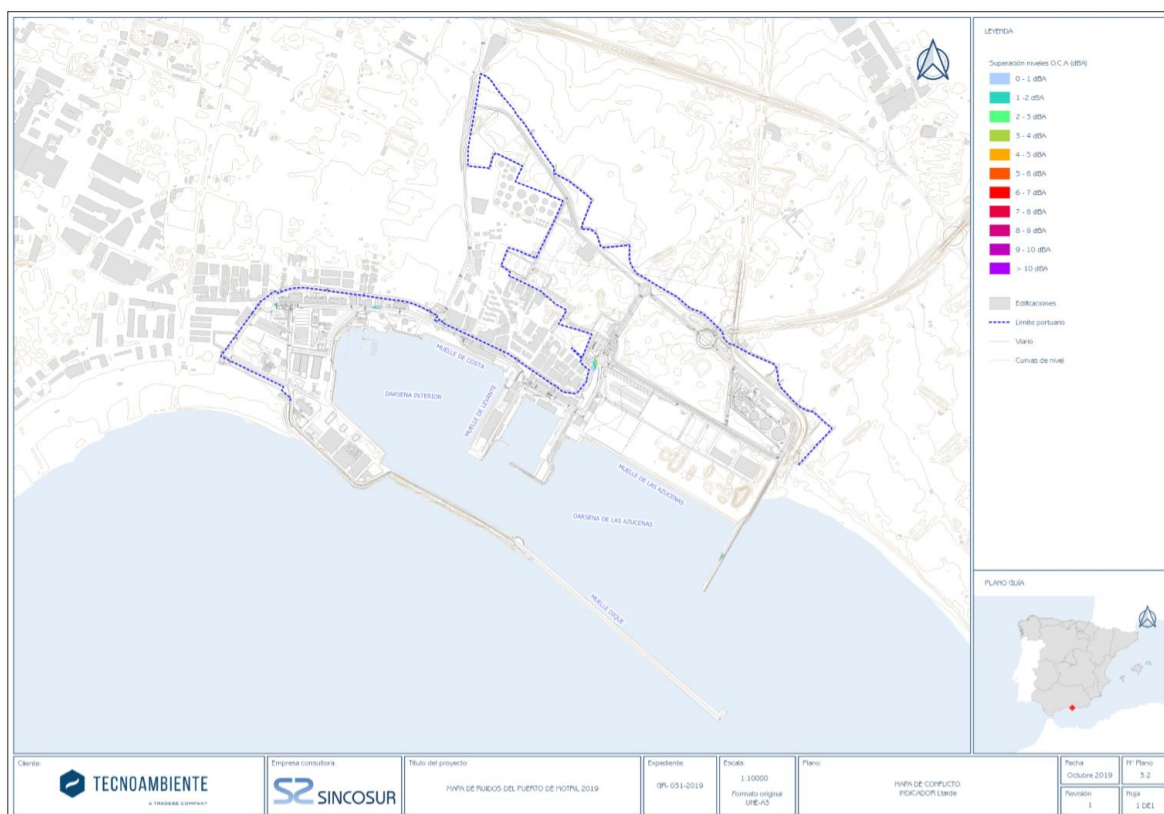 LEYENDA
Superación niveles O.C.A (dBA)
0 - 1 dBA
1 -2 dBA
2 - 3 dBA
3 - 4 dBA
4 - 5 dBA
5 - 6 dBA
6 - 7 dBA
7 - 8 dBA
8 - 9 dBA
9 - 10 dBA
> 10 dBA
Edificaciones
Límite portuario
Viario
Curvas de nivel
MUELLE DE COSTA
DARSENA INTERIOR
MUELLE DE LEVANTE
MUELLE DE LAS AZUCENAS
DARSENA DE LAS AZUCENAS
MUELLE DIQUE
PLANO GUÍA
Cliente:
TECNOAMBIENTE
A TRADEBE COMPANY
Empresa consultora:
S2 SINCOSUR
Título del proyecto
MAPA DE RUIDOS DEL PUERTO DE MOTRIL 2019
Expediente
GR- 031-2019
Escala:
1:10000
Formato original
UNE-A3
Plano:
MAPA DE CONFLICTO.
INDICADOR Ltarde
Fecha
Octubre 2019
Nº Plano
3.2
Revisión
1
Hoja
1 DE1